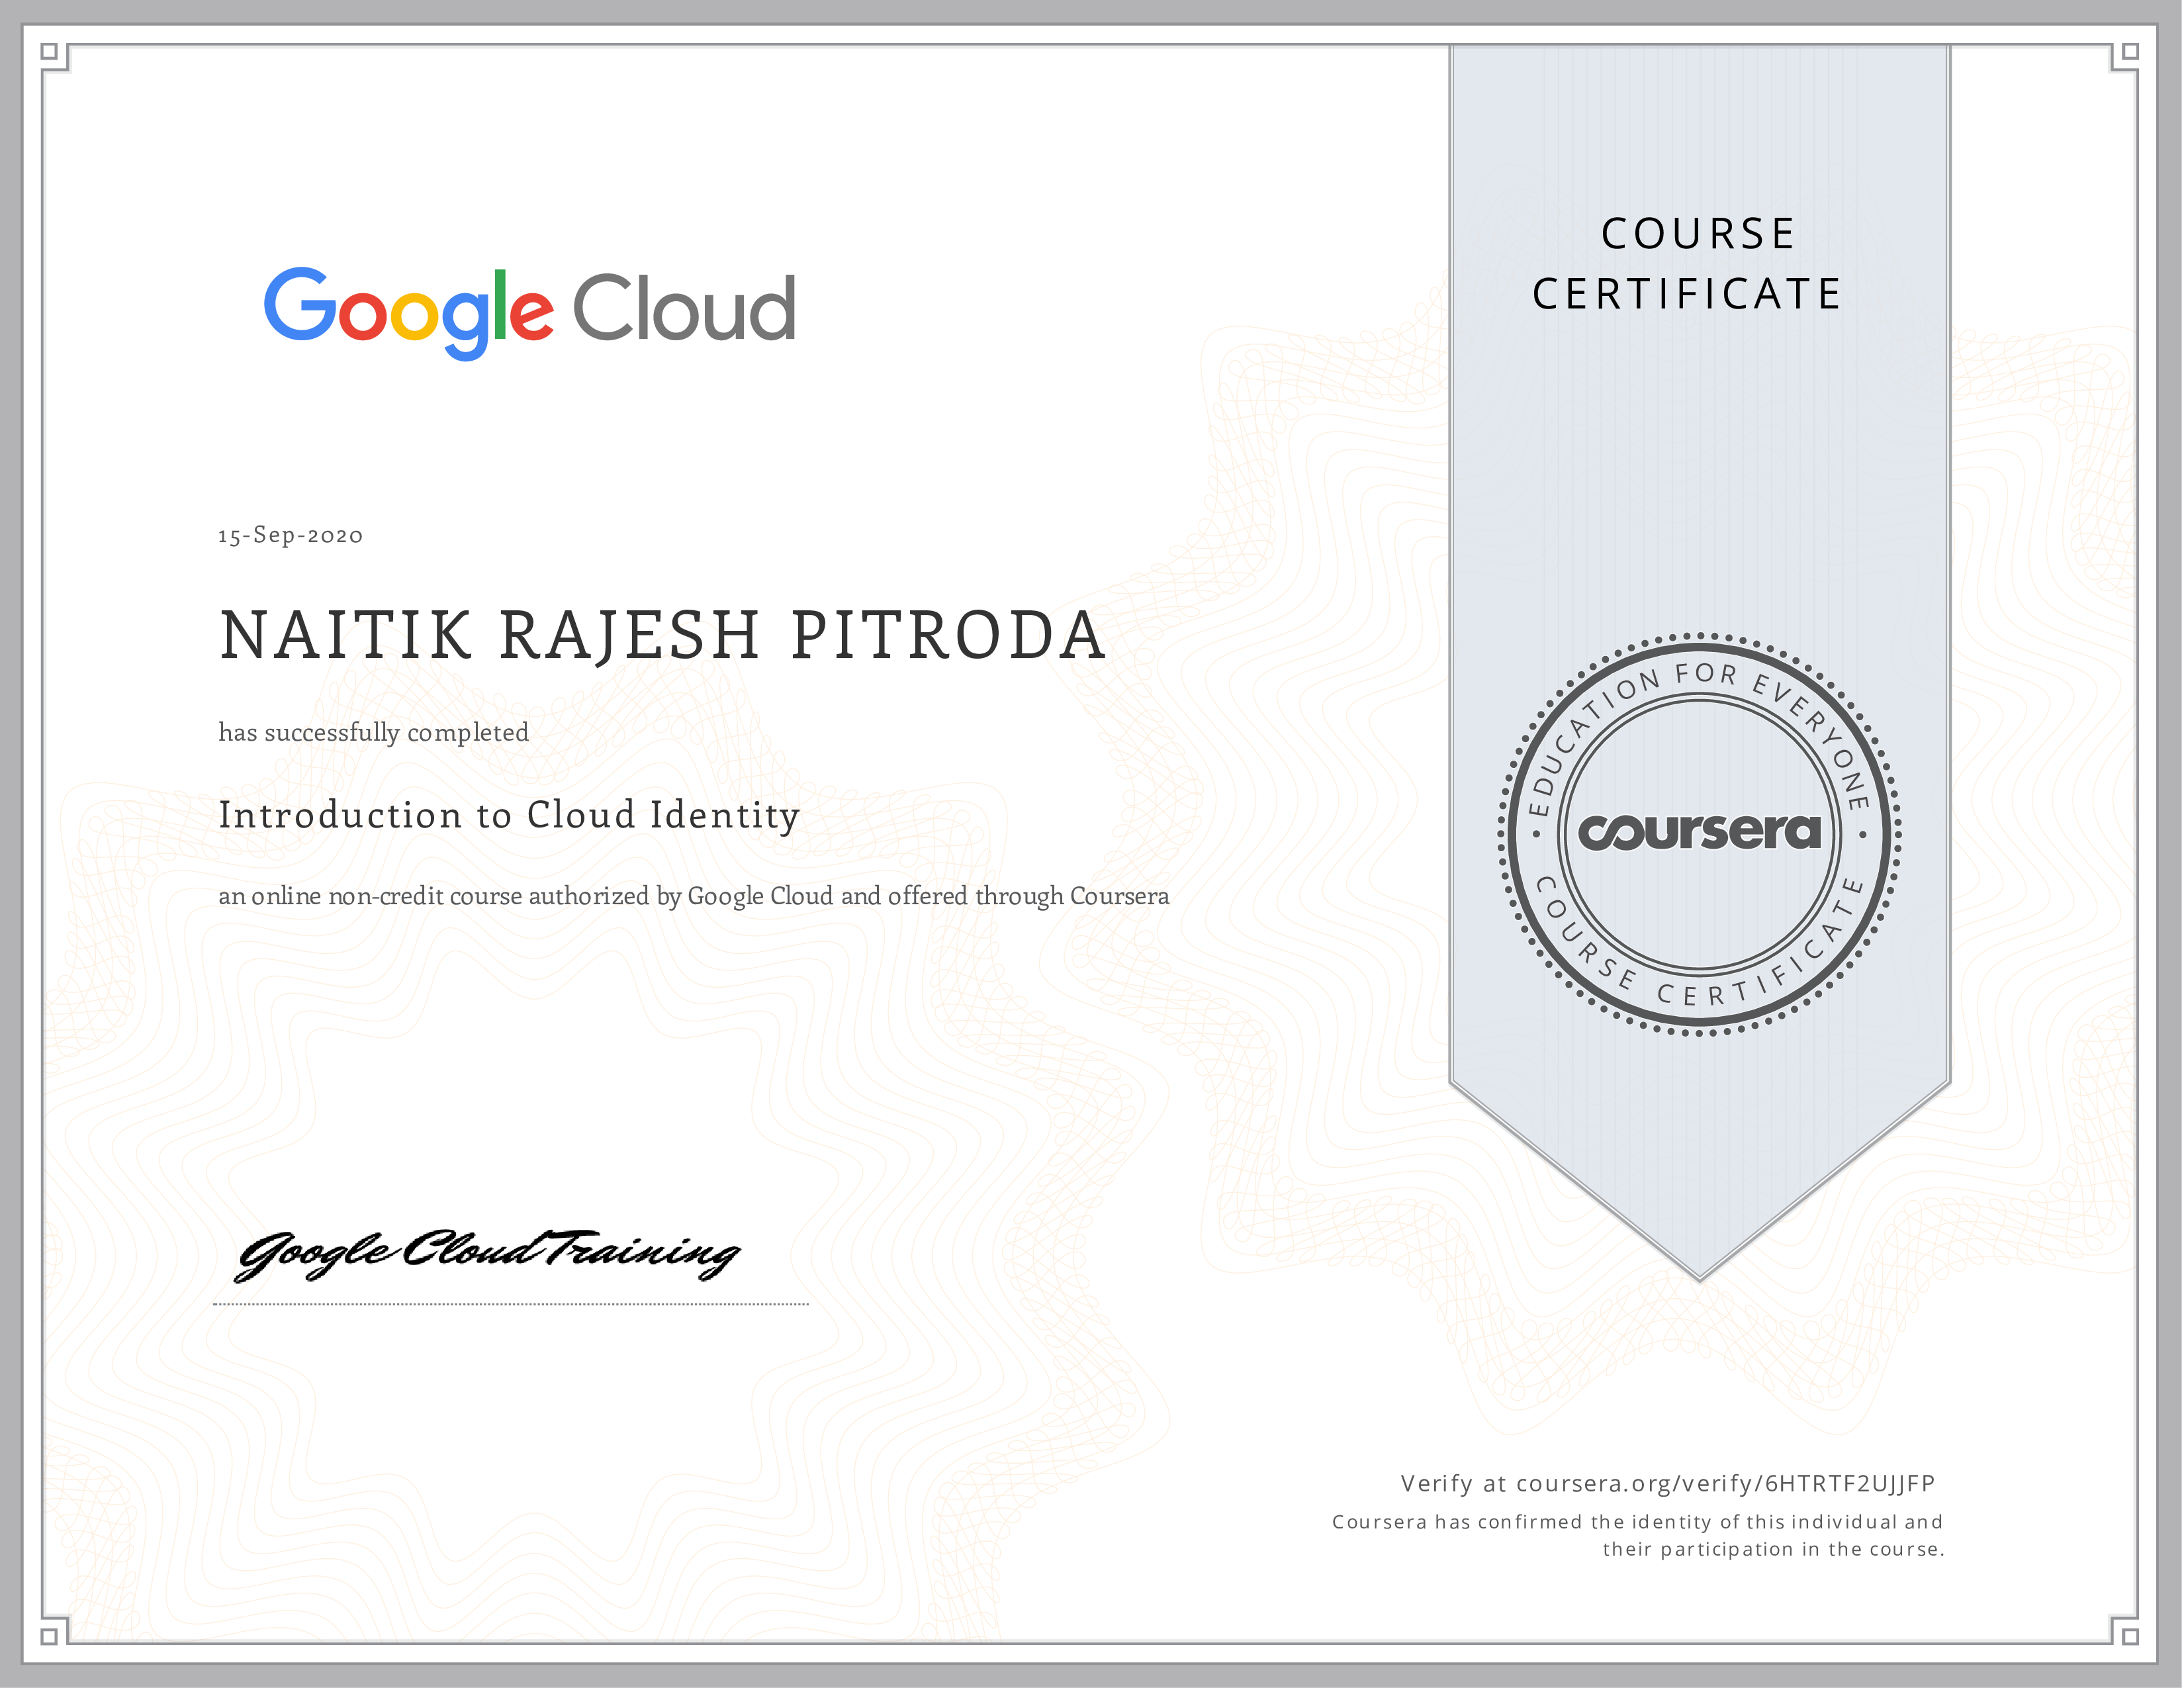 Google Cloud
COURSE
CERTIFICATE
15-Sep-2020
NAITIK RAJESH PITRODA
has successfully completed
Introduction to Cloud Identity
an online non-credit course authorized by Google Cloud and offered through Coursera
EDUCATION FOR EVERYONE
coursera
COURSE CERTIFICATE
Google Cloud Training
Verify at coursera.org/verify/6HTRTF2UJJFP
Coursera has confirmed the identity of this individual and
their participation in the course.